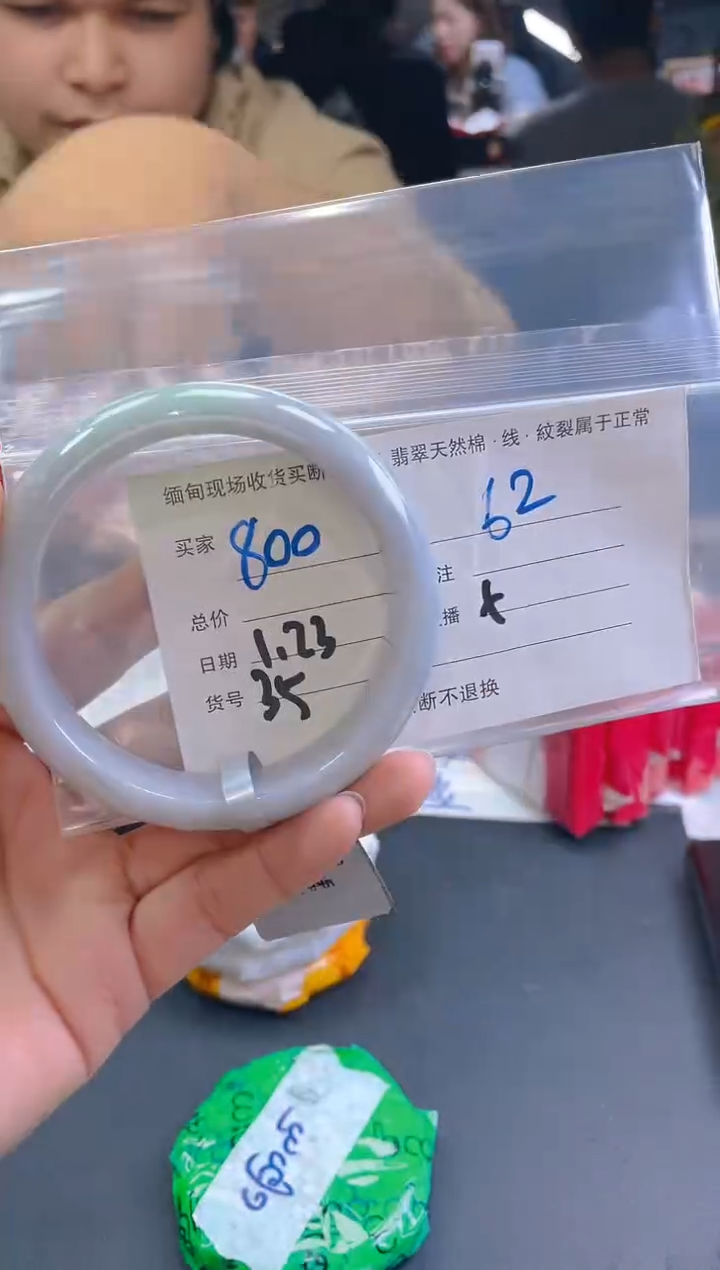 缅甸现场收货买断 翡翠天然棉·线·紋裂属于正常
买家 800 62
注
总价 播
日期 1.23
货号 35
断不退换